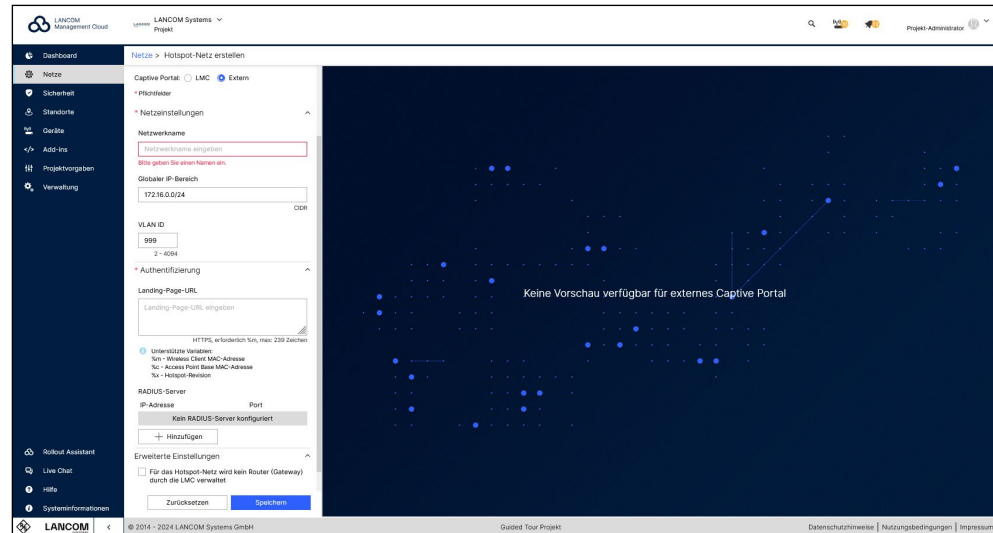 LANCOM
Management Cloud
LANCOM Systems
Projekt
Projekt-Administrator
Dashboard
Netze
Sicherheit
Standorte
Geräte
Add-ins
Projektvorgaben
Verwaltung
Rollout Assistant
Live Chat
Hilfe
Systeminformationen
LANCOM
Netze > Hotspot-Netz erstellen
Captive Portal: LMC Extern
* Pflichtfelder
* Netzeinstellungen
Netzwerkname
Netzwerkname eingeben
Bitte geben Sie einen Namen ein.
Globaler IP-Bereich
172.16.0.0/24
CIDR
VLAN ID
999
2 - 4094
* Authentifizierung
Landing-Page-URL
Landing-Page-URL eingeben
HTTPS, erforderlich %m, max: 239 Zeichen
Unterstützte Variablen:
%m - Wireless Client MAC-Adresse
%c - Access Point Base MAC-Adresse
%x - Hotspot-Revision
RADIUS-Server
IP-Adresse Port
Kein RADIUS-Server konfiguriert
+ Hinzufügen
Erweiterte Einstellungen
Für das Hotspot-Netz wird kein Router (Gateway)
durch die LMC verwaltet
Zurücksetzen Speichern
Keine Vorschau verfügbar für externes Captive Portal
© 2014 - 2024 LANCOM Systems GmbH
Guided Tour Projekt
Datenschutzhinweise | Nutzungsbedingungen | Impressum